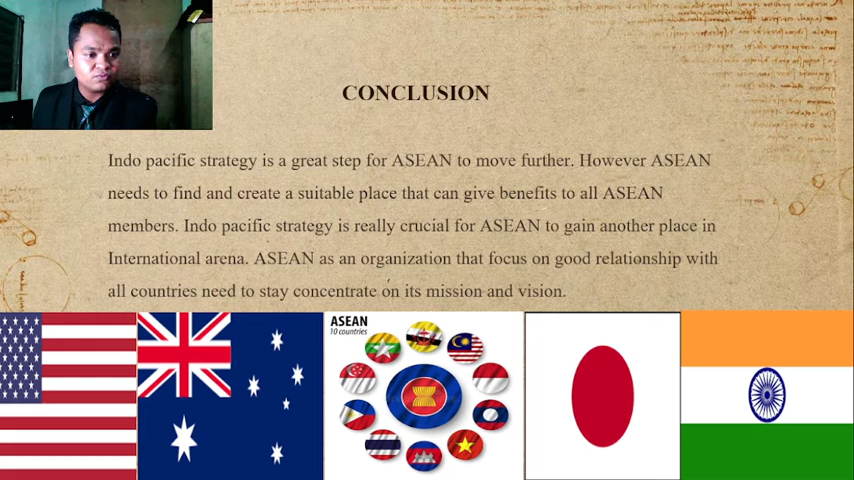 CONCLUSION
Indo pacific strategy is a great step for ASEAN to move further. However ASEAN
needs to find and create a suitable place that can give benefits to all ASEAN
members. Indo pacific strategy is really crucial for ASEAN to gain another place in
International arena. ASEAN as an organization that focus on good relationship with
all countries need to stay concentrate on its mission and vision.
ASEAN
10 countries